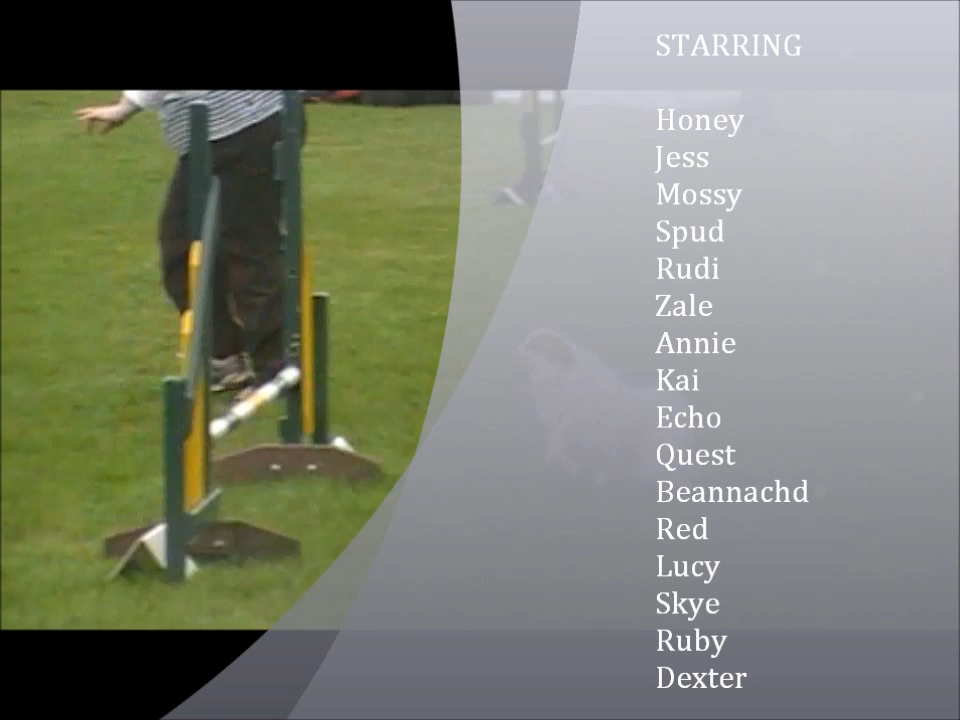 STARRING
Honey
Jess
Mossy
Spud
Rudi
Zale
Annie
Kai
Echo
Quest
Beannachd
Red
Lucy
Skye
Ruby
Dexter